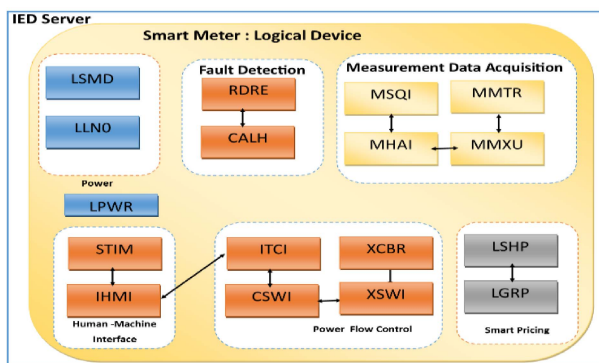 IED Server
Smart Meter : Logical Device
LSMD
LLN0
Power
LPWR
Fault Detection
RDRE
CALH
Measurement Data Acquisition
MSQI
MMTR
MHAI
MMXU
STIM
IHMI
Human -Machine
Interface
ITCI
XCBR
CSWI
XSWI
Power Flow Control
LSHP
LGRP
Smart Pricing